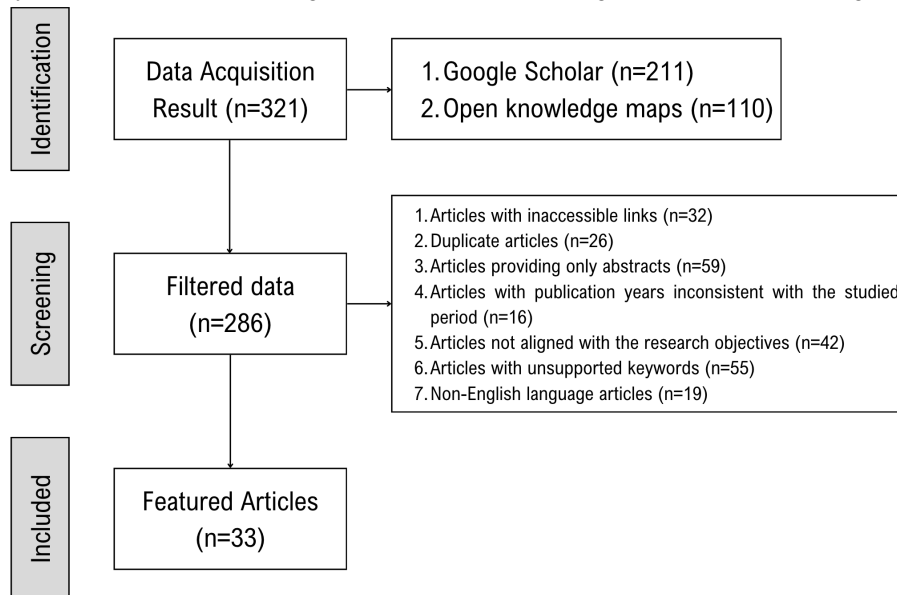 Identification
Data Acquisition
Result (n=321)
1. Google Scholar (n=211)
2. Open knowledge maps (n=110)
Screening
Filtered data
(n=286)
1. Articles with inaccessible links (n=32)
2. Duplicate articles (n=26)
3. Articles providing only abstracts (n=59)
4. Articles with publication years inconsistent with the studied
period (n=16)
5. Articles not aligned with the research objectives (n=42)
6. Articles with unsupported keywords (n=55)
7. Non-English language articles (n=19)
Included
Featured Articles
(n=33)